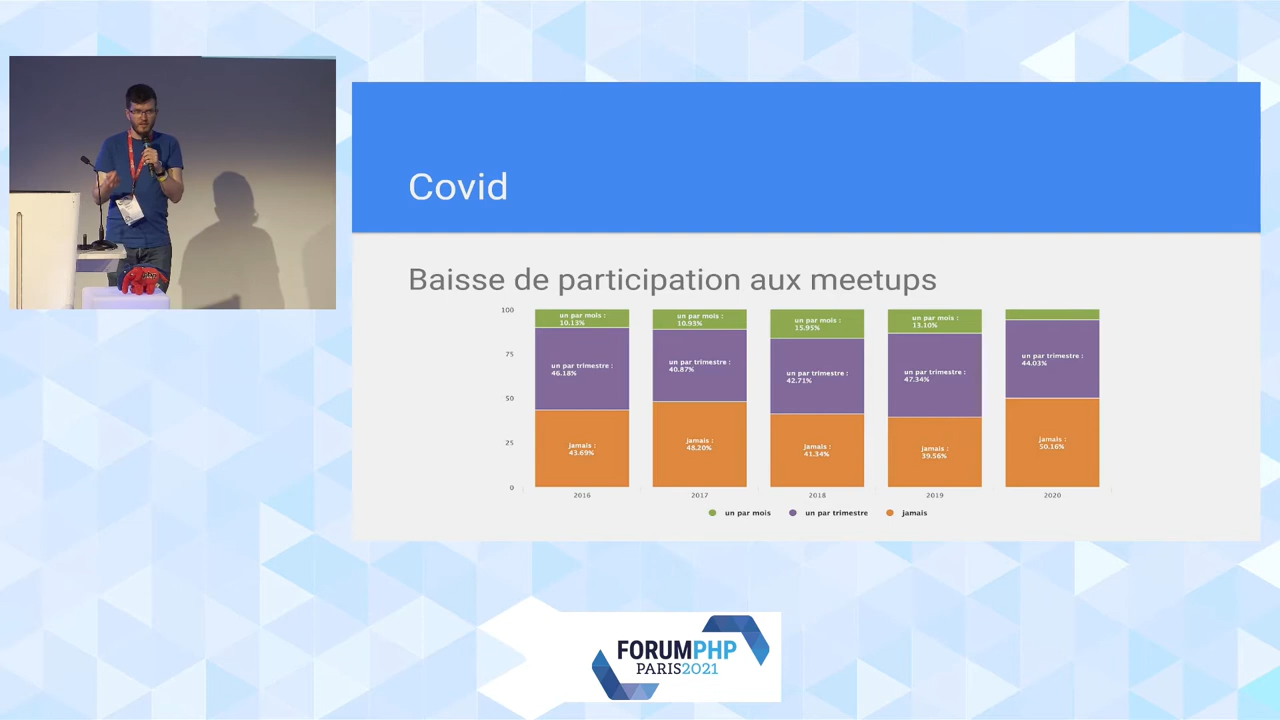 Covid
Baisse de participation aux meetups
100
75
50
25
0
un par mois :
10.13%
un par trimestre :
46.18%
jamais :
43.69%
2016
un par mois :
10.93%
un par trimestre :
40.87%
jamais :
48.20%
2017
un par mois :
15.95%
un par trimestre :
42.71%
jamais :
41.34%
2018
un par mois :
13.10%
un par trimestre :
47.34%
jamais :
39.56%
2019
un par trimestre :
44.03%
jamais :
50.16%
2020
un par mois
un par trimestre
jamais
FORUMPHP
PARIS2021